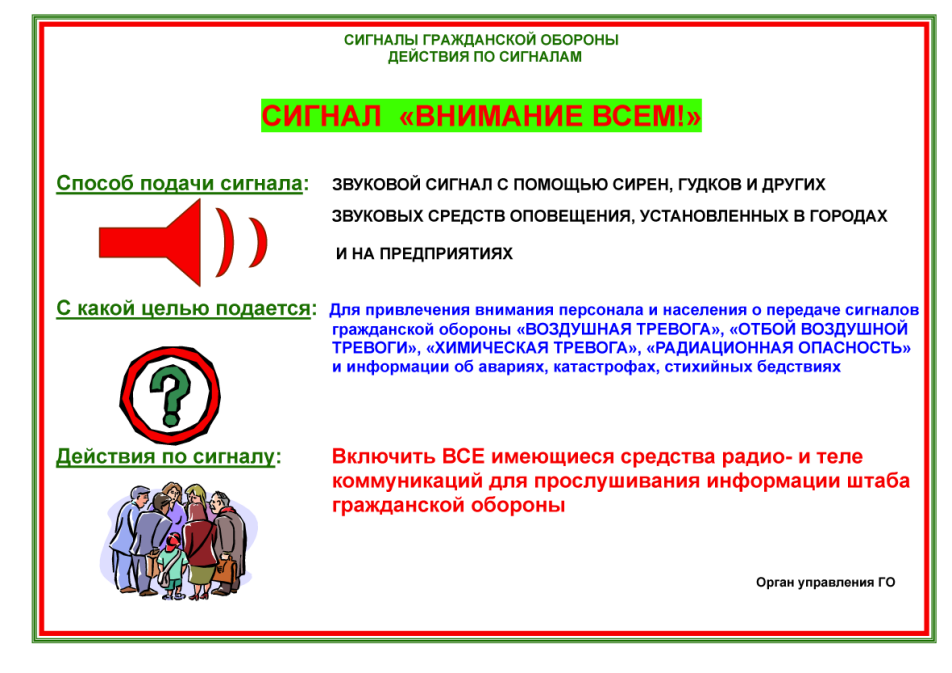 СИГНАЛЫ ГРАЖДАНСКОЙ ОБОРОНЫ
ДЕЙСТВИЯ ПО СИГНАЛАМ
СИГНАЛ «ВНИМАНИЕ ВСЕМ!»
Способ подачи сигнала: ЗВУКОВОЙ СИГНАЛ С ПОМОЩЬЮ СИРЕН, ГУДКОВ И ДРУГИХ
ЗВУКОВЫХ СРЕДСТВ ОПОВЕЩЕНИЯ, УСТАНОВЛЕННЫХ В ГОРОДАХ
И НА ПРЕДПРИЯТИЯХ
С какой целью подается: Для привлечения внимания персонала и населения о передаче сигналов
гражданской обороны «ВОЗДУШНАЯ ТРЕВОГА», «ОТБОЙ ВОЗДУШНОЙ
ТРЕВОГИ», «ХИМИЧЕСКАЯ ТРЕВОГА», «РАДИАЦИОННАЯ ОПАСНОСТЬ»
и информации об авариях, катастрофах, стихийных бедствиях
?
Действия по сигналу: Включить ВСЕ имеющиеся средства радио- и теле
коммуникаций для прослушивания информации штаба
гражданской обороны
Орган управления ГО